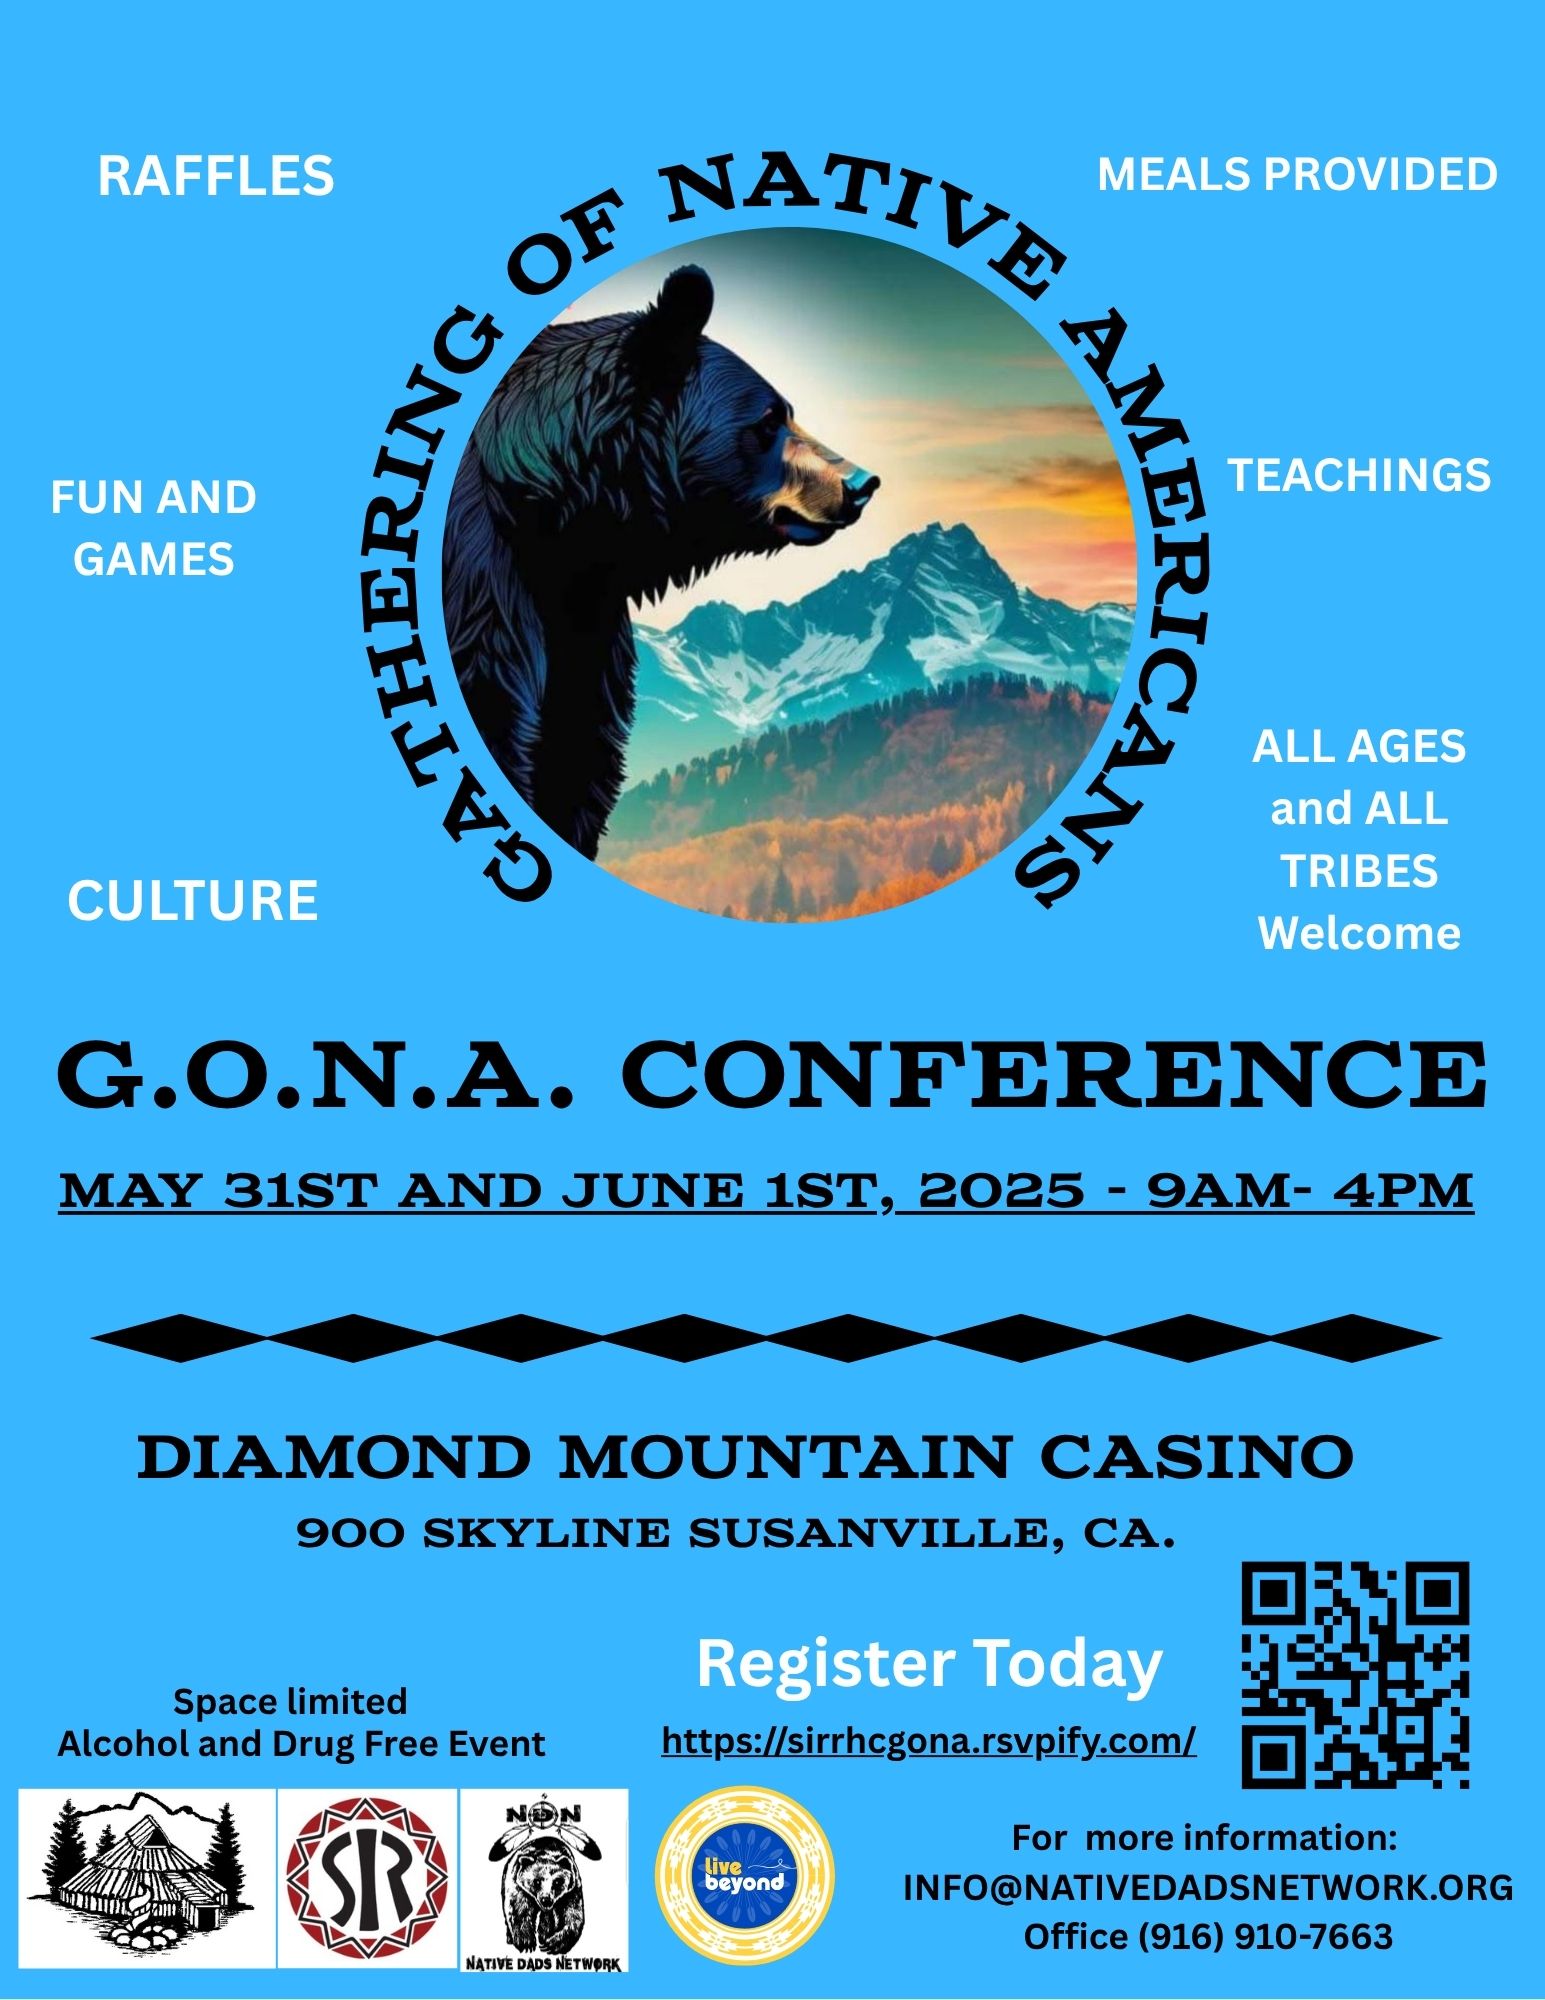 RAFFLES
MEALS PROVIDED
GATHERING OF NATIVE AMERICANS
FUN AND
GAMES
TEACHINGS
ALL AGES
and ALL
TRIBES
Welcome
CULTURE
G.O.N.A. CONFERENCE
MAY 31ST AND JUNE 1ST, 2025 - 9AM- 4PM
DIAMOND MOUNTAIN CASINO
900 SKYLINE SUSANVILLE, CA.
Register Today
https://sirrhcgona.rsvpify.com/
Space limited
Alcohol and Drug Free Event
SIR
NDN
NATIVE DADS NETWORK
live
beyond
For  more information:
INFO@NATIVEDADSNETWORK.ORG
Office (916) 910-7663